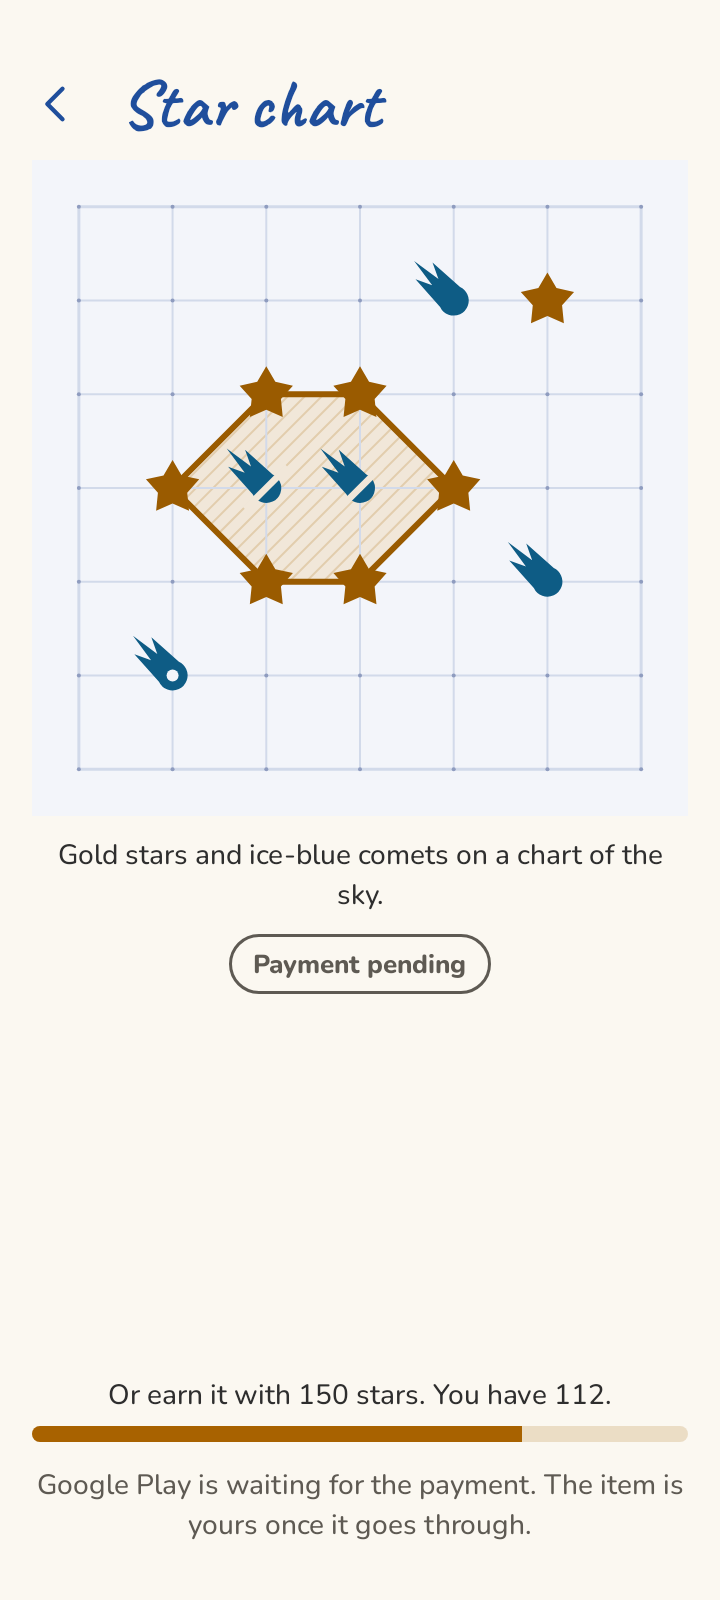 Star chart
Gold stars and ice-blue comets on a chart of the
sky.
Payment pending
Or earn it with 150 stars. You have 112.
Google Play is waiting for the payment. The item is
yours once it goes through.